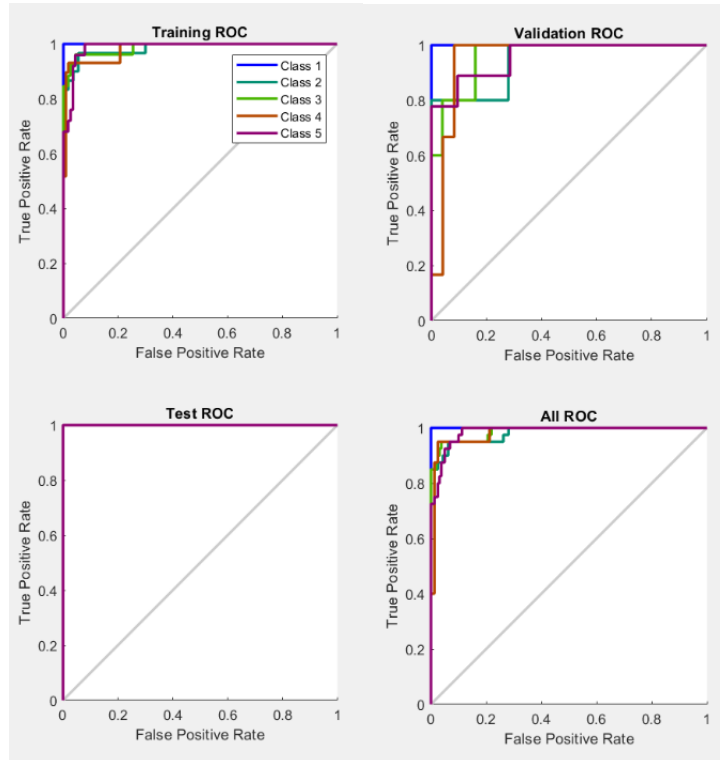 Training ROC
1
0.8
0.6
0.4
0.2
0
True Positive Rate
0 0.2 0.4 0.6 0.8 1
False Positive Rate
Class 1
Class 2
Class 3
Class 4
Class 5
Validation ROC
1
0.8
0.6
0.4
0.2
0
True Positive Rate
0 0.2 0.4 0.6 0.8 1
False Positive Rate
Test ROC
1
0.8
0.6
0.4
0.2
0
True Positive Rate
0 0.2 0.4 0.6 0.8 1
False Positive Rate
All ROC
1
0.8
0.6
0.4
0.2
0
True Positive Rate
0 0.2 0.4 0.6 0.8 1
False Positive Rate